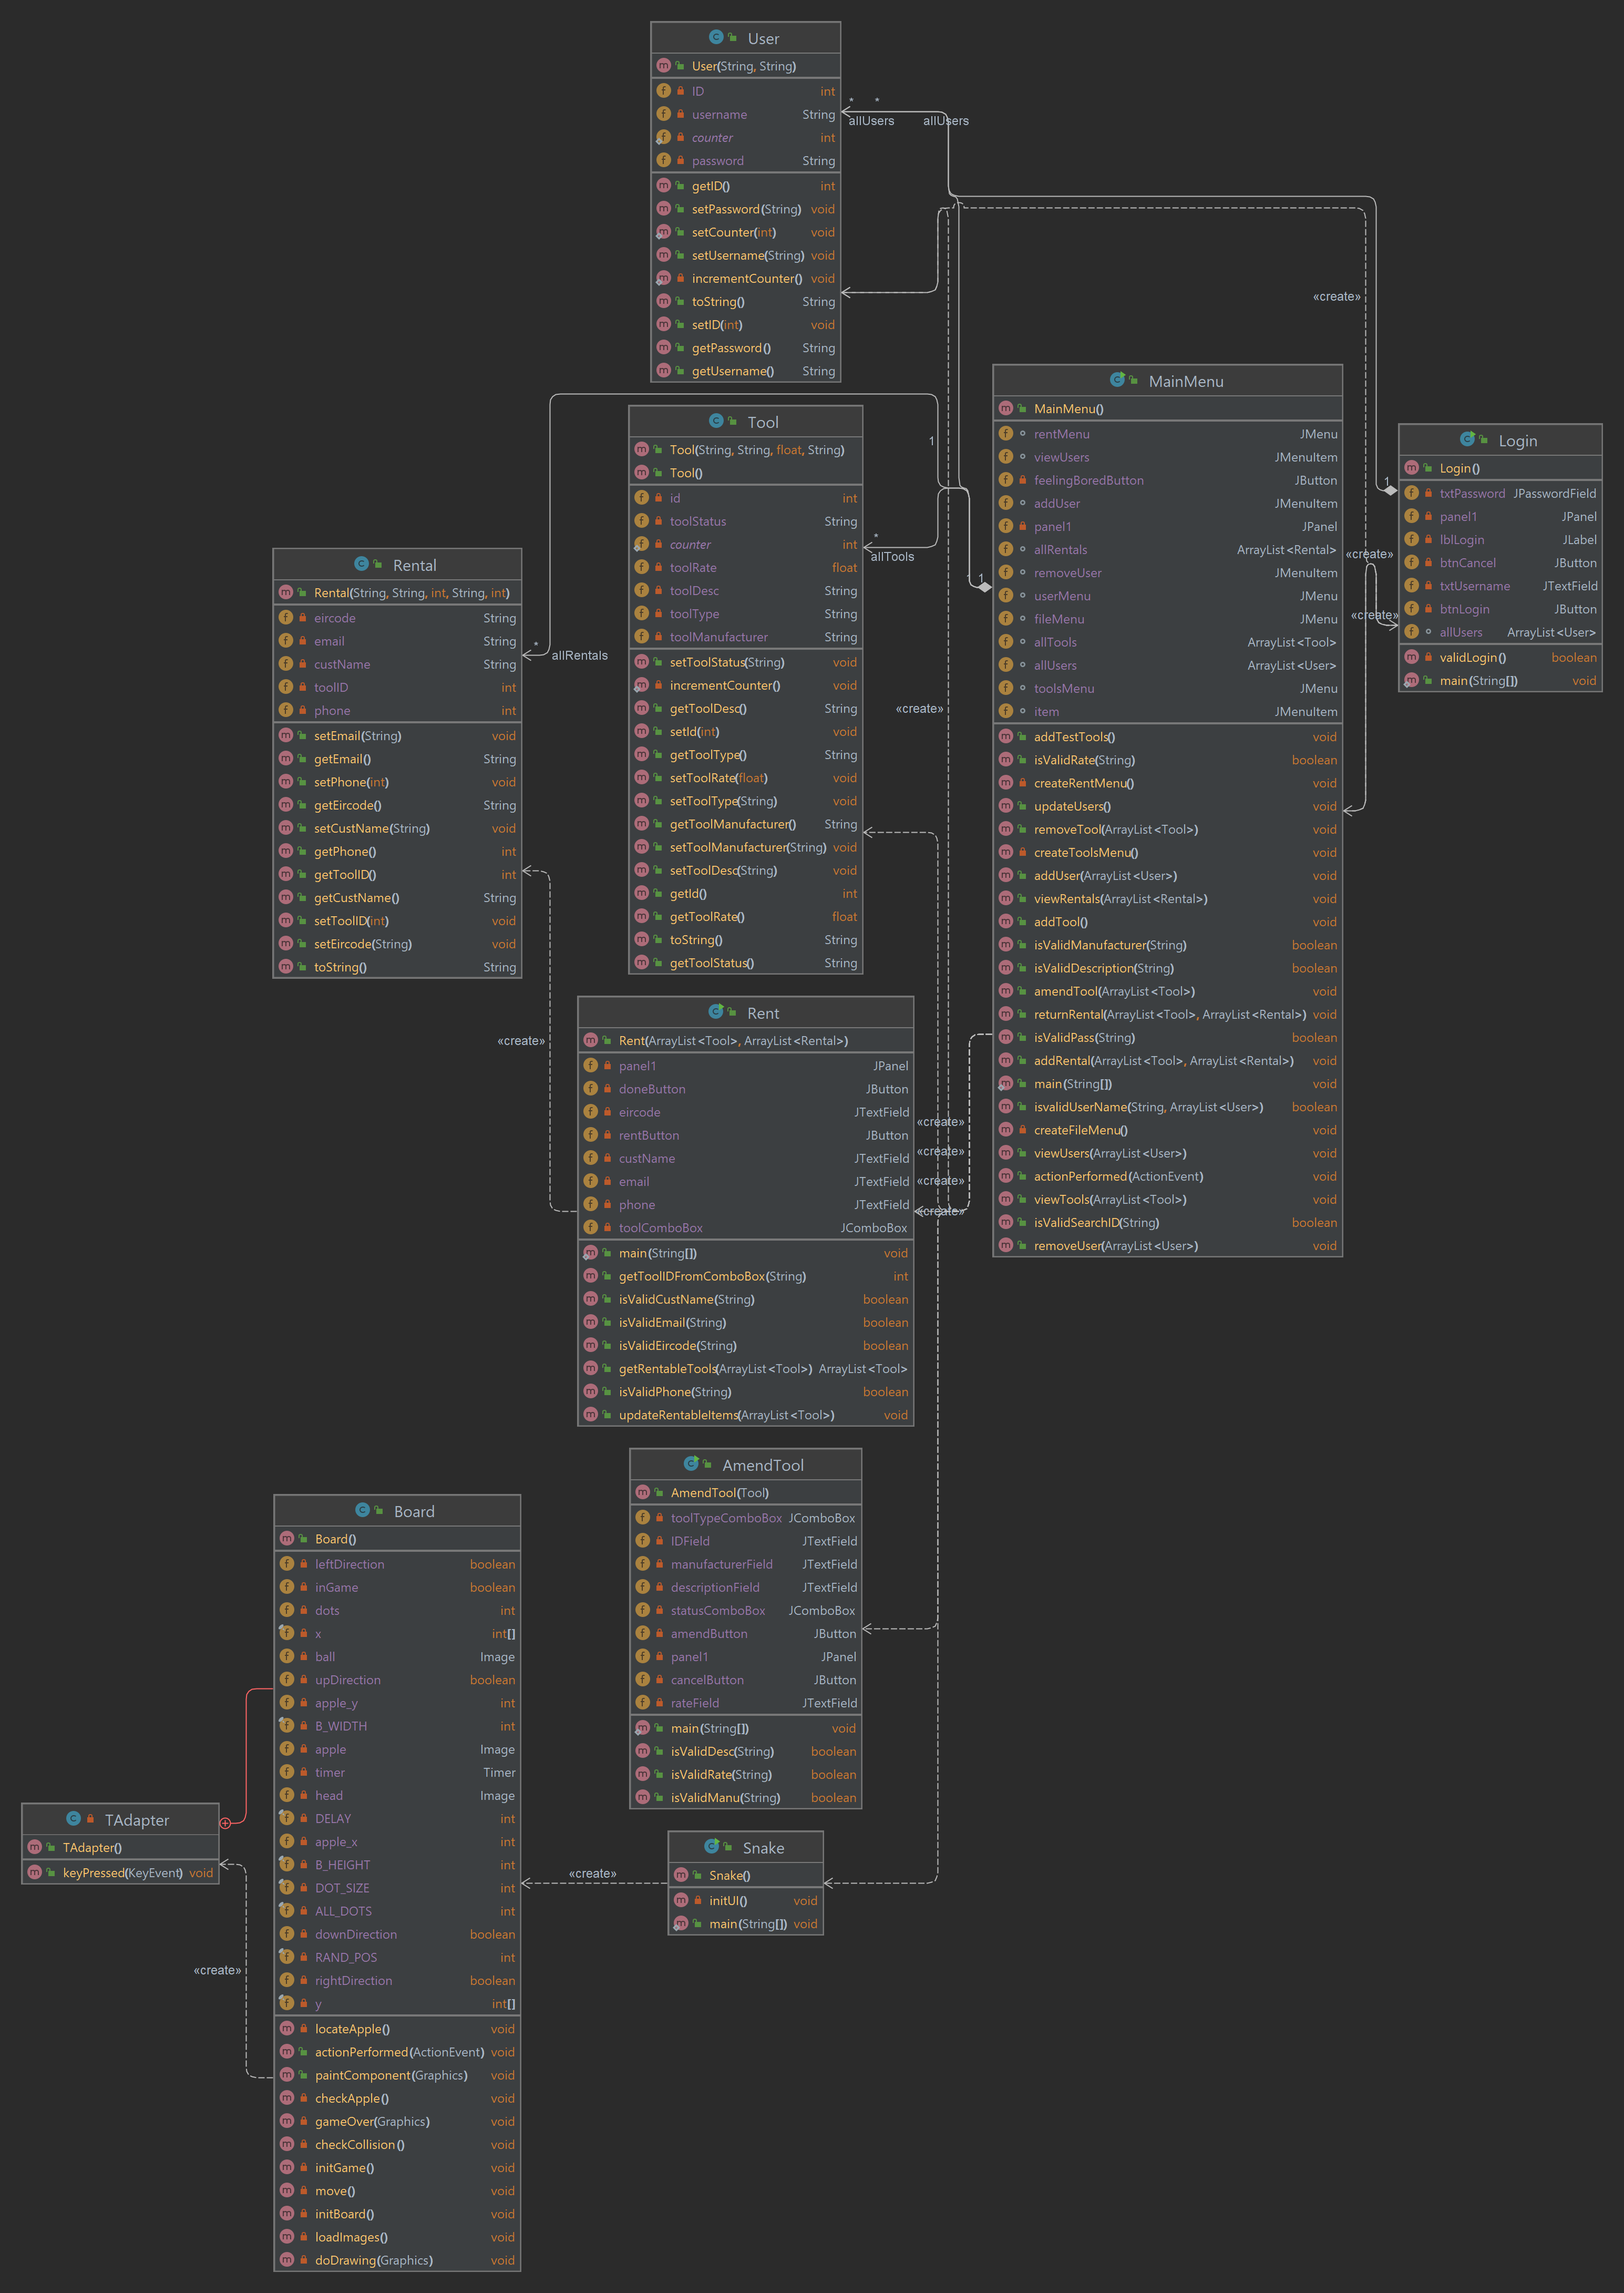 User
User(String, String)
ID int
username String
counter int
password String
getID() int
setPassword(String) void
setCounter(int) void
setUsername(String) void
incrementCounter() void
toString() String
setID(int) void
getPassword() String
getUsername() String
* *
allUsers allUsers
«create»
Tool
Tool(String, String, float, String)
Tool()
id int
toolStatus String
counter int
toolRate float
toolDesc String
toolType String
toolManufacturer String
setToolStatus(String) void
incrementCounter() void
getToolDesc() String
setId(int) void
getToolType() String
setToolRate(float) void
setToolType(String) void
getToolManufacturer() String
setToolManufacturer(String) void
setToolDesc(String) void
getId() int
getToolRate() float
toString() String
getToolStatus() String
1
*
allTools
«create»
MainMenu
MainMenu()
rentMenu JMenu
viewUsers JMenuItem
feelingBoredButton JButton
addUser JMenuItem
panel1 JPanel
allRentals ArrayList<Rental>
removeUser JMenuItem
userMenu JMenu
fileMenu JMenu
allTools ArrayList<Tool>
allUsers ArrayList<User>
toolsMenu JMenu
item JMenuItem
addTestTools() void
isValidRate(String) boolean
createRentMenu() void
updateUsers() void
removeTool(ArrayList<Tool>) void
createToolsMenu() void
addUser(ArrayList<User>) void
viewRentals(ArrayList<Rental>) void
addTool() void
isValidManufacturer(String) boolean
isValidDescription(String) boolean
amendTool(ArrayList<Tool>) void
returnRental(ArrayList<Tool>, ArrayList<Rental>) void
isValidPass(String) boolean
addRental(ArrayList<Tool>, ArrayList<Rental>) void
main(String[]) void
isvalidUserName(String, ArrayList<User>) boolean
createFileMenu() void
viewUsers(ArrayList<User>) void
actionPerformed(ActionEvent) void
viewTools(ArrayList<Tool>) void
isValidSearchID(String) boolean
removeUser(ArrayList<User>) void
1
«create»
«create»
Login
Login()
txtPassword JPasswordField
panel1 JPanel
lblLogin JLabel
btnCancel JButton
txtUsername JTextField
btnLogin JButton
allUsers ArrayList<User>
validLogin() boolean
main(String[]) void
1
Rental
Rental(String, String, int, String, int)
eircode String
email String
custName String
toolID int
phone int
setEmail(String) void
getEmail() String
setPhone(int) void
getEircode() String
setCustName(String) void
getPhone() int
getToolID() int
getCustName() String
setToolID(int) void
setEircode(String) void
toString() String
*
allRentals
«create»
Rent
Rent(ArrayList<Tool>, ArrayList<Rental>)
panel1 JPanel
doneButton JButton
eircode JTextField
rentButton JButton
custName JTextField
email JTextField
phone JTextField
toolComboBox JComboBox
main(String[]) void
getToolIDFromComboBox(String) int
isValidCustName(String) boolean
isValidEmail(String) boolean
isValidEircode(String) boolean
getRentableTools(ArrayList<Tool>) ArrayList<Tool>
isValidPhone(String) boolean
updateRentableItems(ArrayList<Tool>) void
«create»
«create»
«create»
«create»
AmendTool
AmendTool(Tool)
toolTypeComboBox JComboBox
IDField JTextField
manufacturerField JTextField
descriptionField JTextField
statusComboBox JComboBox
amendButton JButton
panel1 JPanel
cancelButton JButton
rateField JTextField
main(String[]) void
isValidDesc(String) boolean
isValidRate(String) boolean
isValidManu(String) boolean
Board
Board()
leftDirection boolean
inGame boolean
dots int
x int[]
ball Image
upDirection boolean
apple_y int
B_WIDTH int
apple Image
timer Timer
head Image
DELAY int
apple_x int
B_HEIGHT int
DOT_SIZE int
ALL_DOTS int
downDirection boolean
RAND_POS int
rightDirection boolean
y int[]
locateApple() void
actionPerformed(ActionEvent) void
paintComponent(Graphics) void
checkApple() void
gameOver(Graphics) void
checkCollision() void
initGame() void
move() void
initBoard() void
loadImages() void
doDrawing(Graphics) void
TAdapter
TAdapter()
keyPressed(KeyEvent) void
«create»
«create»
Snake
Snake()
initUI() void
main(String[]) void